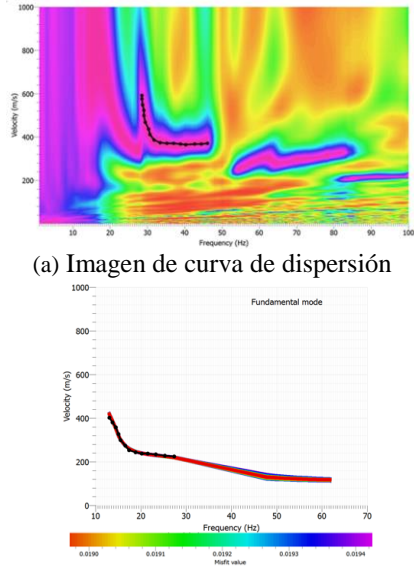 1000
800
Velocity (m/s)
600
400
200
10 20 30 40 50 60 70 80 90 100
Frequency (Hz)
(a) Imagen de curva de dispersión
1000
Fundamental mode
800
Velocity (m/s)
600
400
200
0
10 20 30 40 50 60 70
Frequency (Hz)
0.0190 0.0191 0.0192 0.0193 0.0194
Misfit value